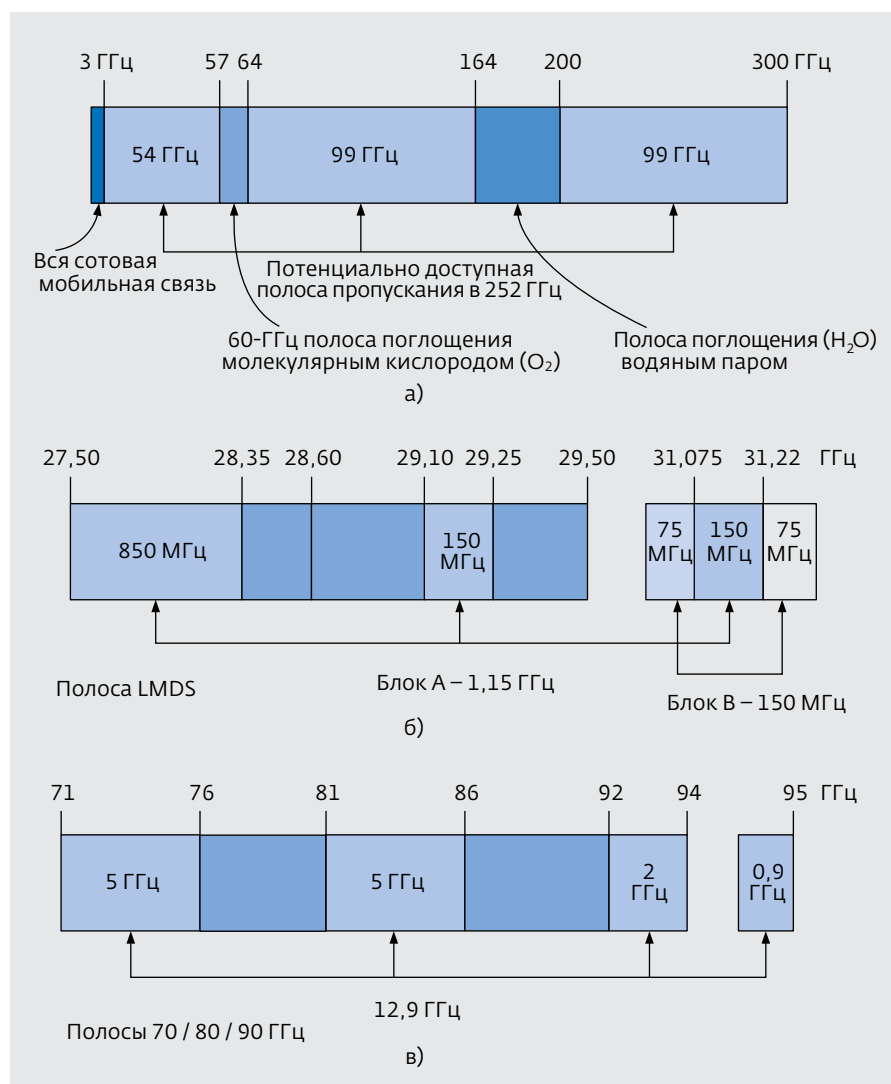 3 ГГц 57 64 164 200 300 ГГц
54 ГГц 99 ГГц 99 ГГц
Вся сотовая
мобильная связь
Потенциально доступная
полоса пропускания в 252 ГГц
60-ГГц полоса поглощения
молекулярным кислородом (O₂)
Полоса поглощения (H₂O)
водяным паром
а)
27,50 28,35 28,60 29,10 29,25 29,50 31,075 31,22 ГГц
850 МГц
150
МГц
75
МГц
150
МГц
75
МГц
Полоса LMDS
Блок А – 1,15 ГГц
Блок В – 150 МГц
б)
71 76 81 86 92 94 95 ГГц
5 ГГц
5 ГГц
2
ГГц
0,9
ГГц
12,9 ГГц
Полосы 70 / 80 / 90 ГГц
в)